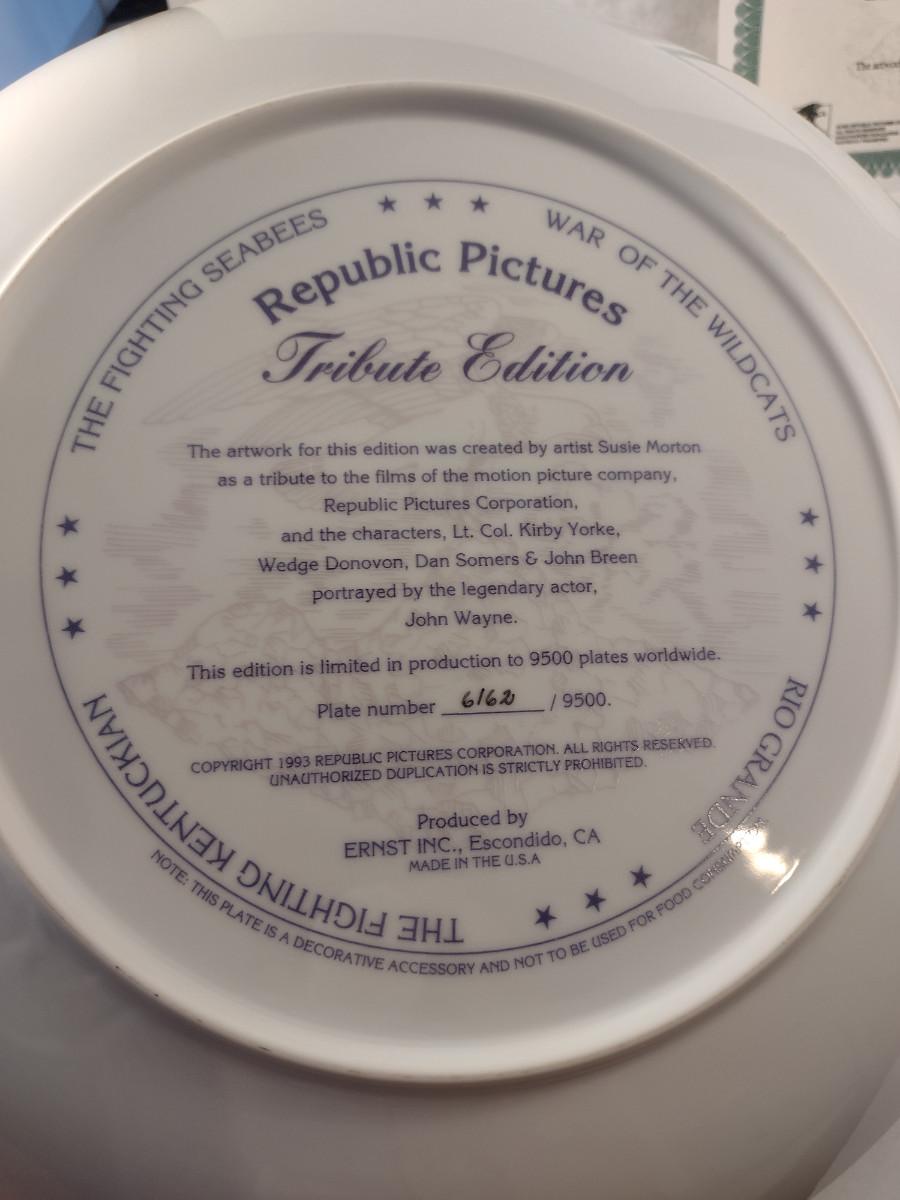 THE FIGHTING SEABEES ★ ★ ★ WAR OF THE WILDCATS
Republic Pictures
Tribute Edition
The artwork for this edition was created by artist Susie Morton
as a tribute to the films of the motion picture company,
Republic Pictures Corporation,
and the characters, Lt. Col. Kirby Yorke,
Wedge Donovon, Dan Somers & John Breen
portrayed by the legendary actor,
John Wayne.
This edition is limited in production to 9500 plates worldwide.
Plate number 6162 / 9500.
COPYRIGHT 1993 REPUBLIC PICTURES CORPORATION. ALL RIGHTS RESERVED.
UNAUTHORIZED DUPLICATION IS STRICTLY PROHIBITED.
Produced by
ERNST INC., Escondido, CA
MADE IN THE U.S.A
RIO GRANDE
THE FIGHTING KENTUCKIAN
NOTE: THIS PLATE IS A DECORATIVE ACCESSORY AND NOT TO BE USED FOR FOOD
The